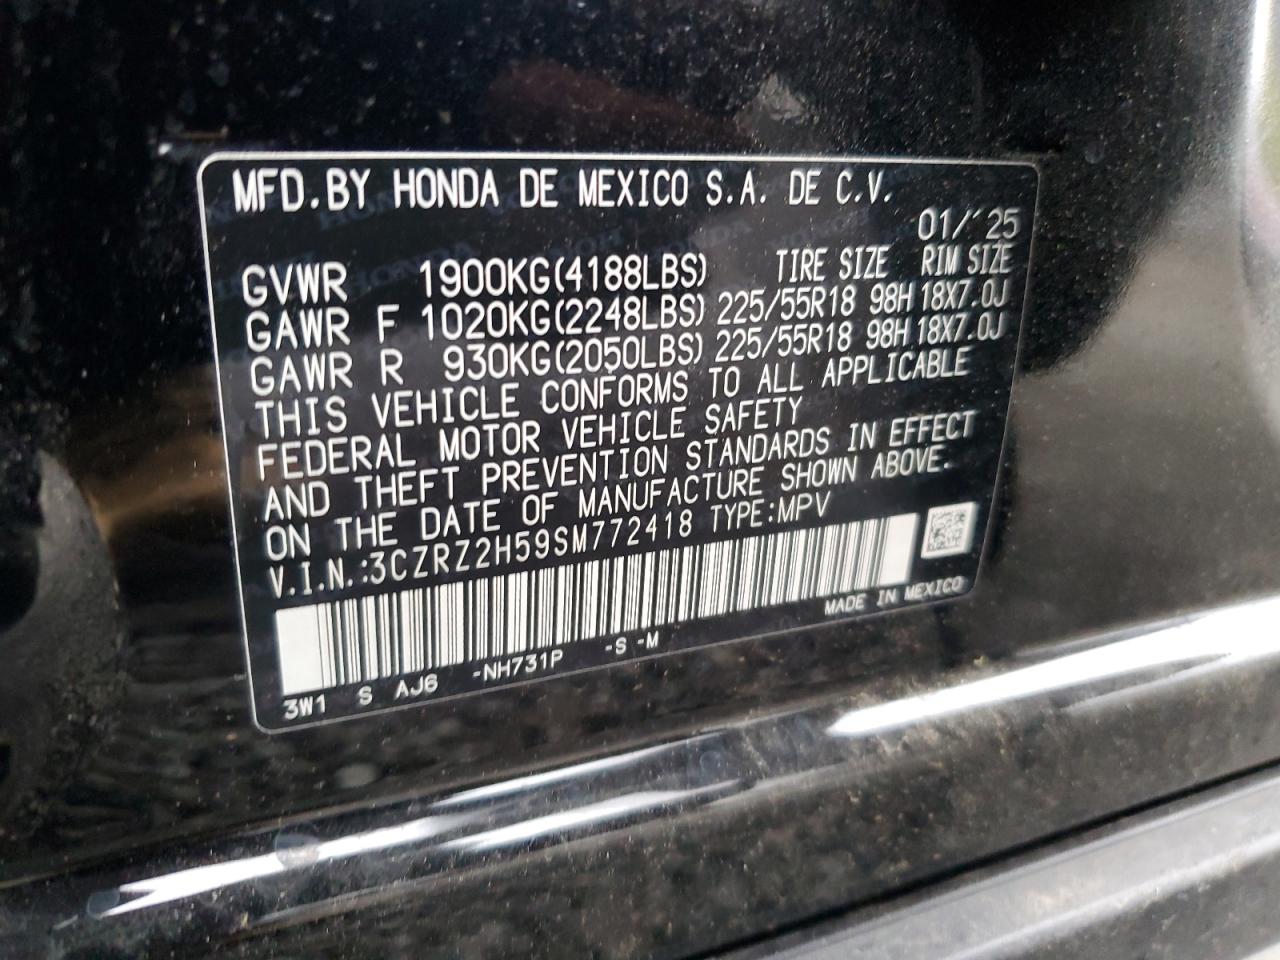 MFD.BY HONDA DE MEXICO S.A. DE C.V.
01/'25
GVWR 1900KG(4188LBS) TIRE SIZE RIM SIZE
GAWR F 1020KG(2248LBS) 225/55R18 98H 18X7.0J
GAWR R 930KG(2050LBS) 225/55R18 98H 18X7.0J
THIS VEHICLE CONFORMS TO ALL APPLICABLE
FEDERAL MOTOR VEHICLE SAFETY
AND THEFT PREVENTION STANDARDS IN EFFECT
ON THE DATE OF MANUFACTURE SHOWN ABOVE.
V.I.N.:3CZRZ2H59SM772418 TYPE:MPV
MADE IN MEXICO
3W1 S AJ6 -NH731P -S -M